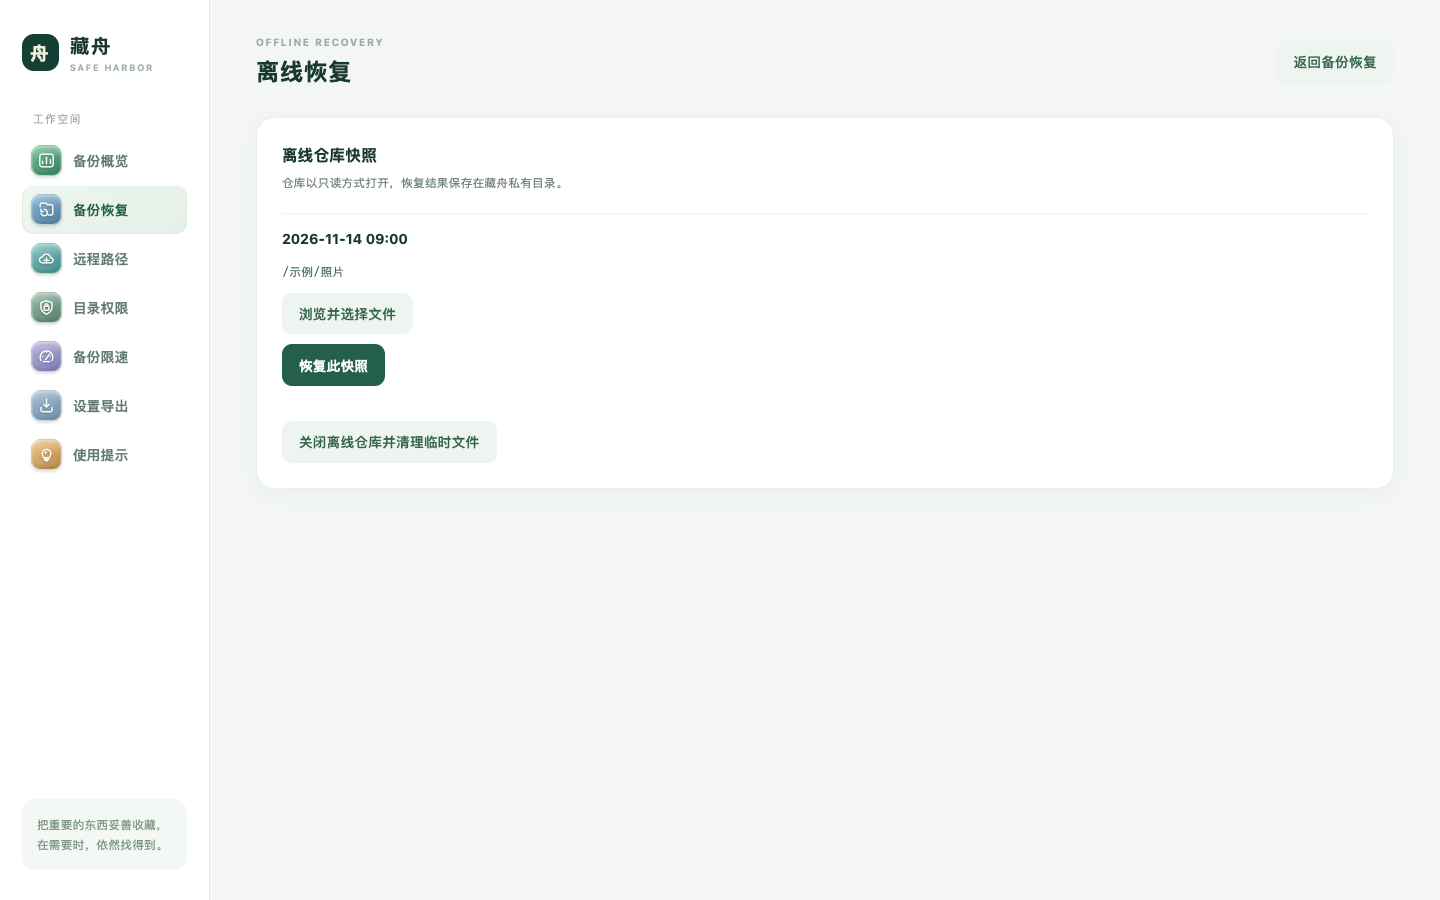 舟
藏舟
SAFE HARBOR
工作空间
备份概览
备份恢复
远程路径
目录权限
备份限速
设置导出
使用提示
把重要的东西妥善收藏，
在需要时，依然找得到。
OFFLINE RECOVERY
离线恢复
返回备份恢复
离线仓库快照
仓库以只读方式打开，恢复结果保存在藏舟私有目录。
2026-11-14 09:00
/示例/照片
浏览并选择文件
恢复此快照
关闭离线仓库并清理临时文件